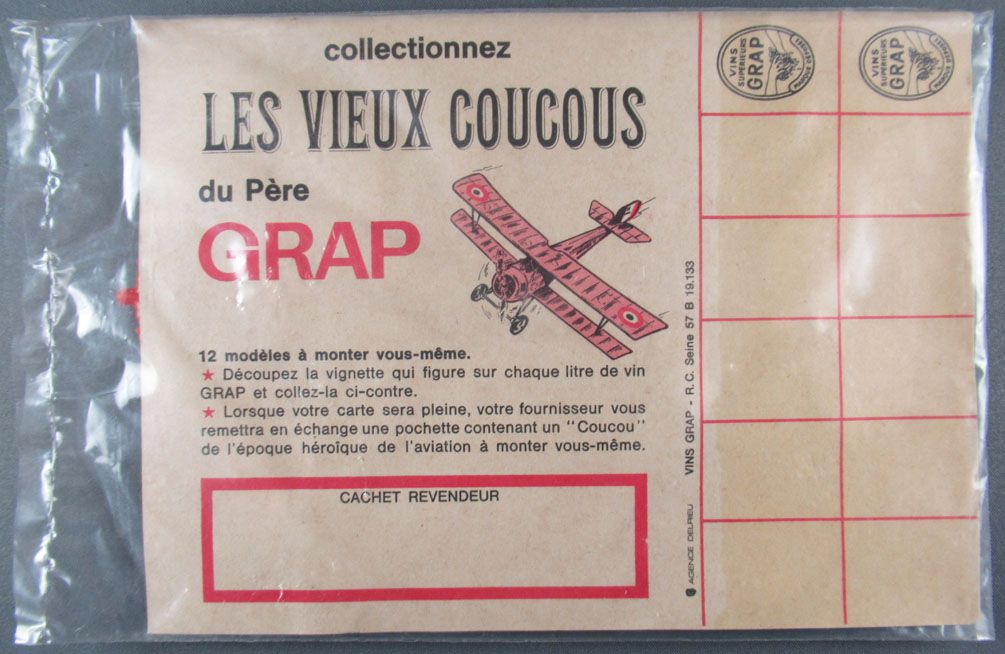 collectionnez
LES VIEUX COUCOUS
du Père
GRAP
12 modèles à monter vous-même.
★ Découpez la vignette qui figure sur chaque litre de vin
GRAP et collez-la ci-contre.
★ Lorsque votre carte sera pleine, votre fournisseur vous
remettra en échange une pochette contenant un "Coucou"
de l'époque héroïque de l'aviation à monter vous-même.
CACHET REVENDEUR
AGENCE DELRIEU
VINS GRAP - R.C. Seine 57 B 19.133
VINS
SUPÉRIEURS
GRAP
VINS
SUPÉRIEURS
GRAP